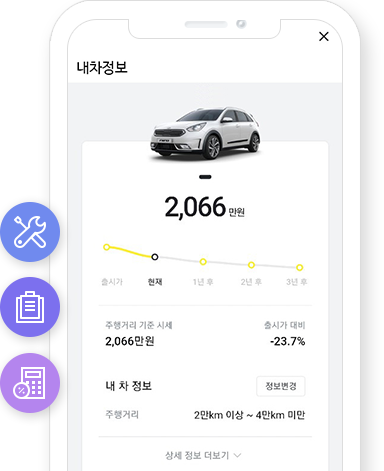 내차정보
2,066 만원
출시가 현재 1년 후 2년 후 3년 후
주행거리 기준 시세 출시가 대비
2,066만원 -23.7%
내 차 정보 정보변경
주행거리 2만km 이상 ~ 4만km 미만
상세 정보 더보기